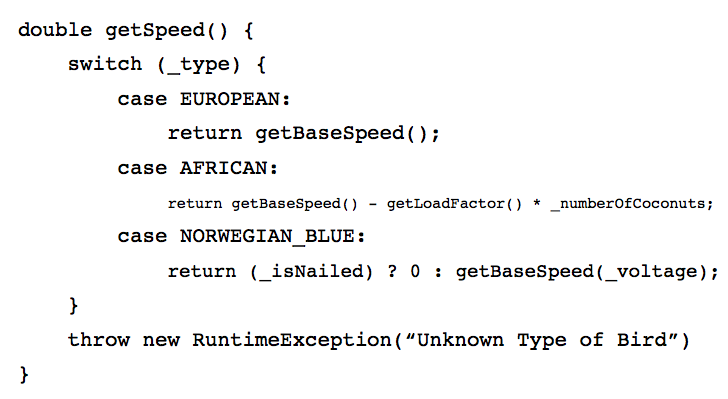 double getSpeed() {
switch (_type) {
case EUROPEAN:
return getBaseSpeed();
case AFRICAN:
return getBaseSpeed() - getLoadFactor() * _numberOfCoconuts;
case NORWEGIAN_BLUE:
return (_isNailed) ? 0 : getBaseSpeed(_voltage);
}
throw new RuntimeException(“Unknown Type of Bird”)
}